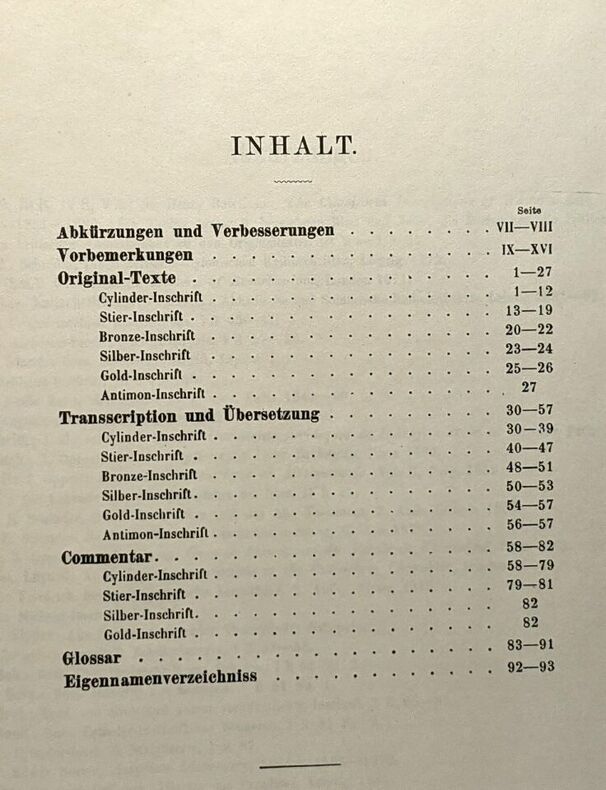 INHALT.
Seite
Abkürzungen und Verbesserungen . . . . . . . . VII—VIII
Vorbemerkungen . . . . . . . . . . . . . . . IX—XVI
Original-Texte . . . . . . . . . . . . . . . . 1—27
Cylinder-Inschrift . . . . . . . . . . . . . . . 1—12
Stier-Inschrift . . . . . . . . . . . . . . . . 13—19
Bronze-Inschrift . . . . . . . . . . . . . . . 20—22
Silber-Inschrift . . . . . . . . . . . . . . . 23—24
Gold-Inschrift . . . . . . . . . . . . . . . . 25—26
Antimon-Inschrift . . . . . . . . . . . . . . . 27
Transscription und Übersetzung . . . . . . . . . 30—57
Cylinder-Inschrift . . . . . . . . . . . . . . . 30—39
Stier-Inschrift . . . . . . . . . . . . . . . . 40—47
Bronze-Inschrift . . . . . . . . . . . . . . . 48—51
Silber-Inschrift . . . . . . . . . . . . . . . 50—53
Gold-Inschrift . . . . . . . . . . . . . . . . 54—57
Antimon-Inschrift . . . . . . . . . . . . . . . 56—57
Commentar . . . . . . . . . . . . . . . . . . 58—82
Cylinder-Inschrift . . . . . . . . . . . . . . . 58—79
Stier-Inschrift . . . . . . . . . . . . . . . . 79—81
Silber-Inschrift . . . . . . . . . . . . . . . . 82
Gold-Inschrift . . . . . . . . . . . . . . . . 82
Glossar . . . . . . . . . . . . . . . . . . . 83—91
Eigennamenverzeichniss . . . . . . . . . . . . 92—93